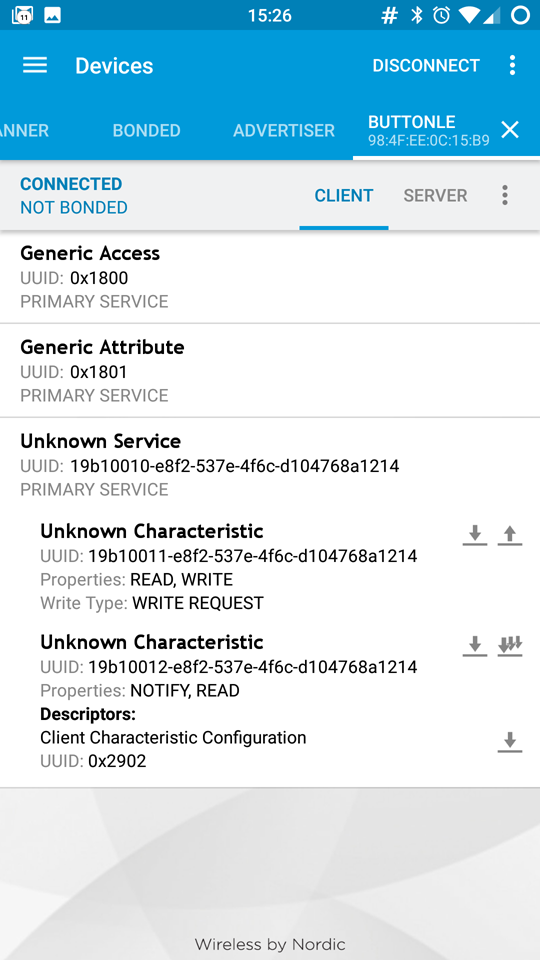 11
15:26
Devices
DISCONNECT
ANNER
BONDED
ADVERTISER
BUTTONLE
98:4F:EE:0C:15:B9
CONNECTED
NOT BONDED
CLIENT
SERVER
Generic Access
UUID: 0x1800
PRIMARY SERVICE
Generic Attribute
UUID: 0x1801
PRIMARY SERVICE
Unknown Service
UUID: 19b10010-e8f2-537e-4f6c-d104768a1214
PRIMARY SERVICE
Unknown Characteristic
UUID: 19b10011-e8f2-537e-4f6c-d104768a1214
Properties: READ, WRITE
Write Type: WRITE REQUEST
Unknown Characteristic
UUID: 19b10012-e8f2-537e-4f6c-d104768a1214
Properties: NOTIFY, READ
Descriptors:
Client Characteristic Configuration
UUID: 0x2902
Wireless by Nordic